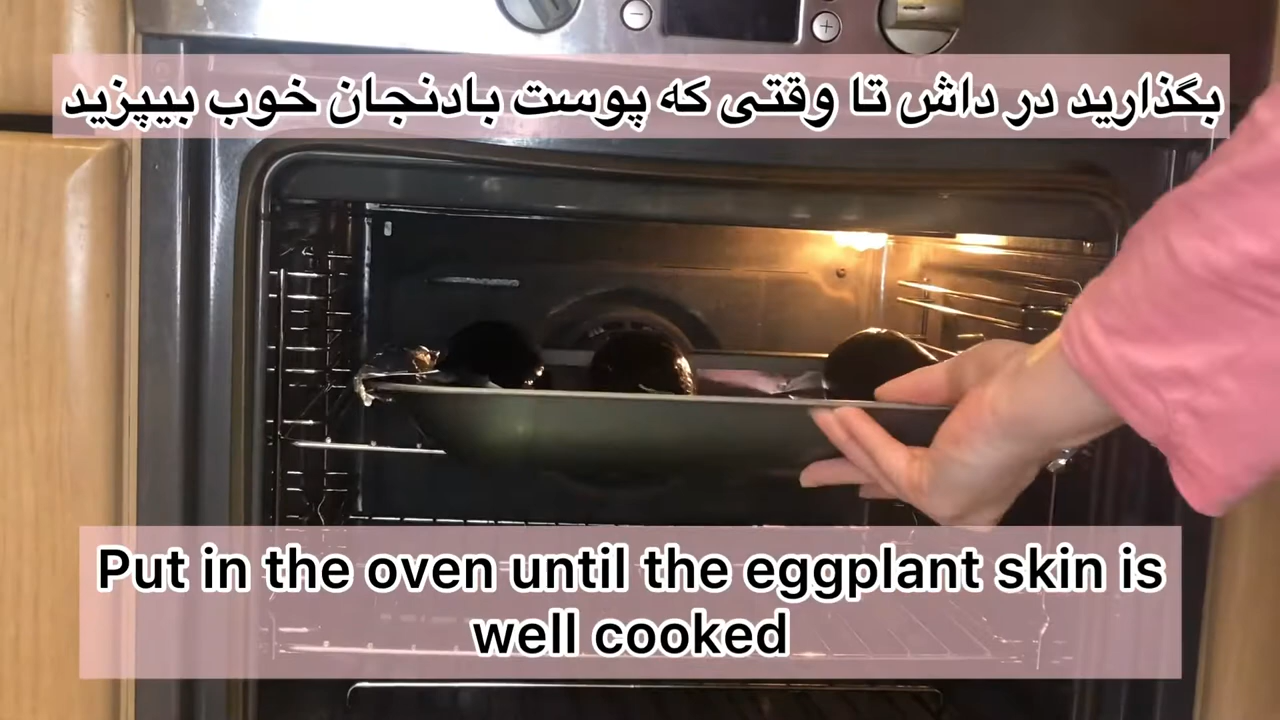 بگذارید در داش تا وقتی که پوست بادنجان خوب بیپزید
Put in the oven until the eggplant skin is
well cooked